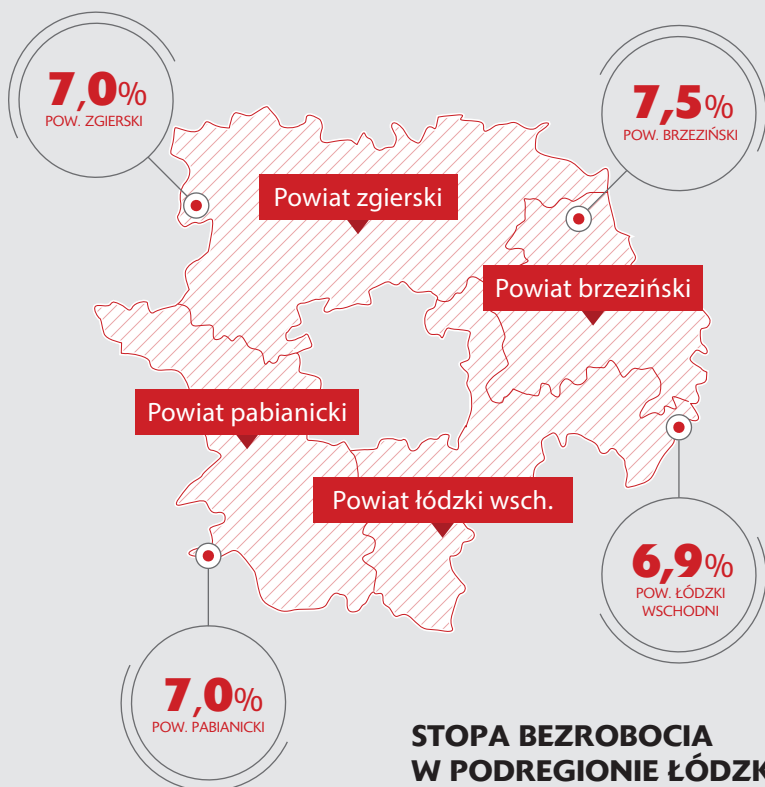 7,0%
POW. ZGIERSKI
7,5%
POW. BRZEZIŃSKI
Powiat zgierski
Powiat brzeziński
Powiat pabianicki
Powiat łódzki wsch.
6,9%
POW. ŁÓDZKI
WSCHODNI
7,0%
POW. PABIANICKI
STOPA BEZROBOCIA
W PODREGIONIE ŁÓDZK